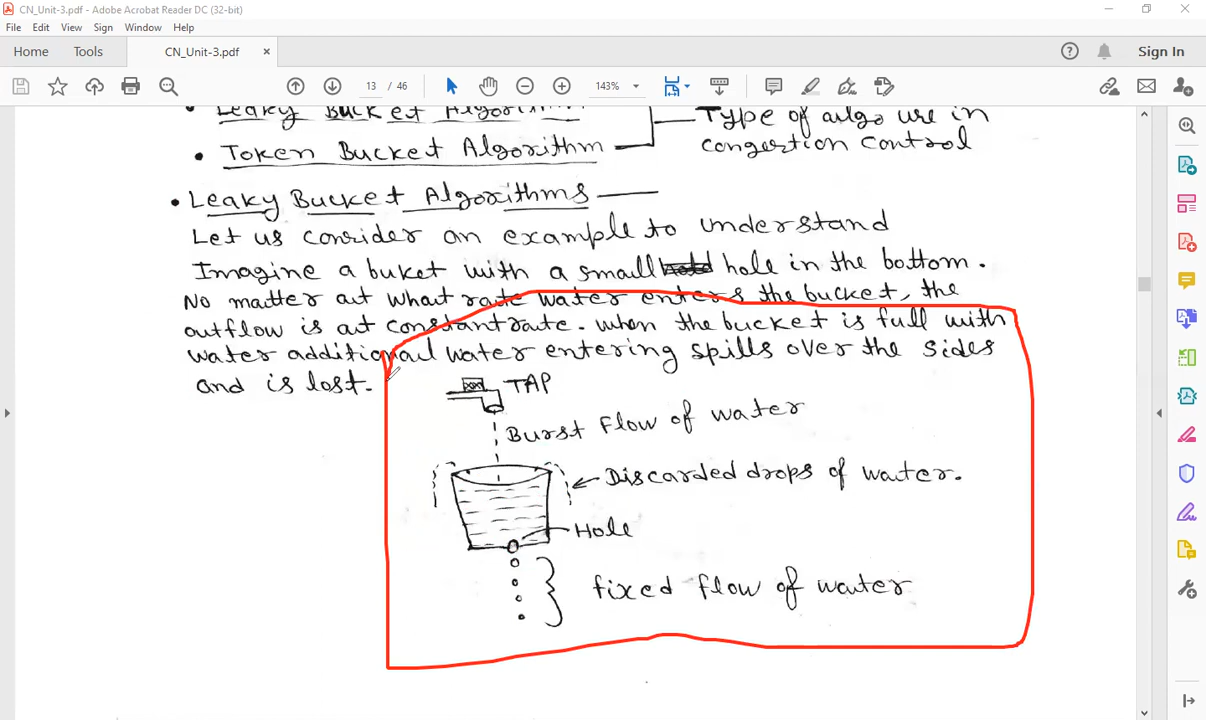 CN_Unit-3.pdf - Adobe Acrobat Reader DC (32-bit)
File Edit View Sign Window Help
Home Tools CN_Unit-3.pdf × Sign In
13 / 46 143%
• Leaky Bucket Algorithm
Type of algo use in
• Token Bucket Algorithm
congertion control
• Leaky Bucket Algorithms
Let us consider an example to understand
Imagine a buket with a small hole in the bottom.
No matter at what rate water enters the bucket, the
outflow is at constant rate. when the bucket is full with
water additional water entering spills over the sides
and is lost.
TAP
Burst flow of water
Discarded drops of water.
Hole
fixed flow of water